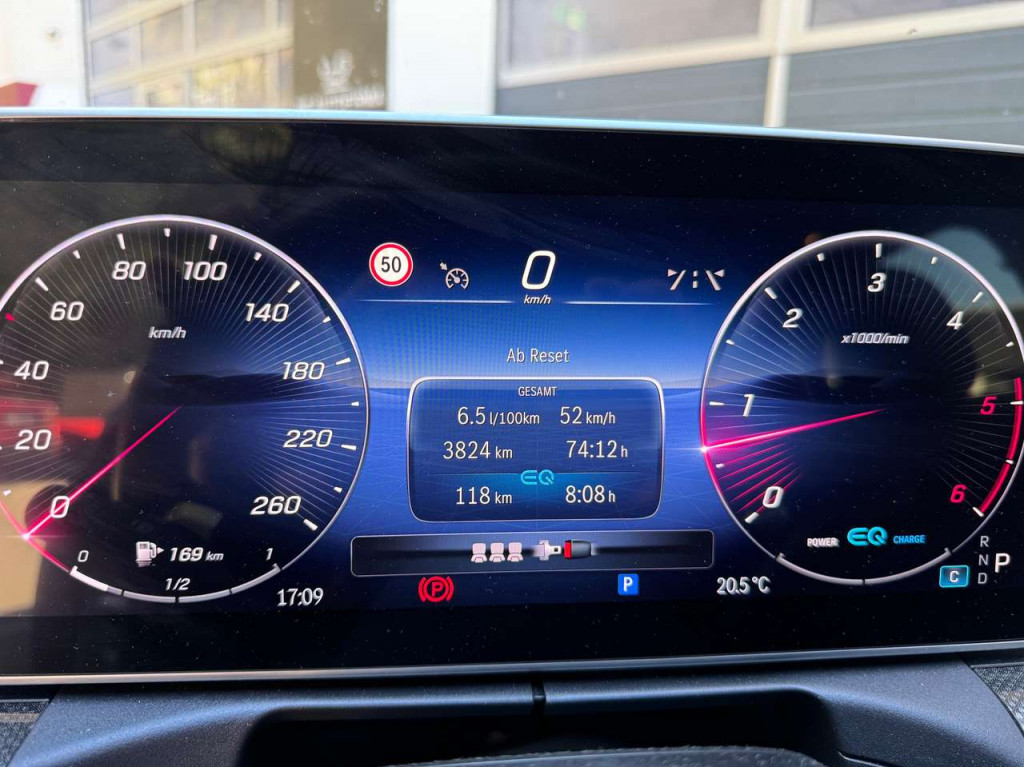 50
0
km/h
80 100
60 140
km/h
40 180
20 220
0 260
169 km
0 1
1/2
17:09
Ab Reset
GESAMT
6.5 l/100km 52 km/h
3824 km 74:12 h
EQ
118 km 8:08 h
P
P
20.5 °C
3
2 4
x1000/min
1 5
0 6
POWER EQ CHARGE
C
R
N P
D